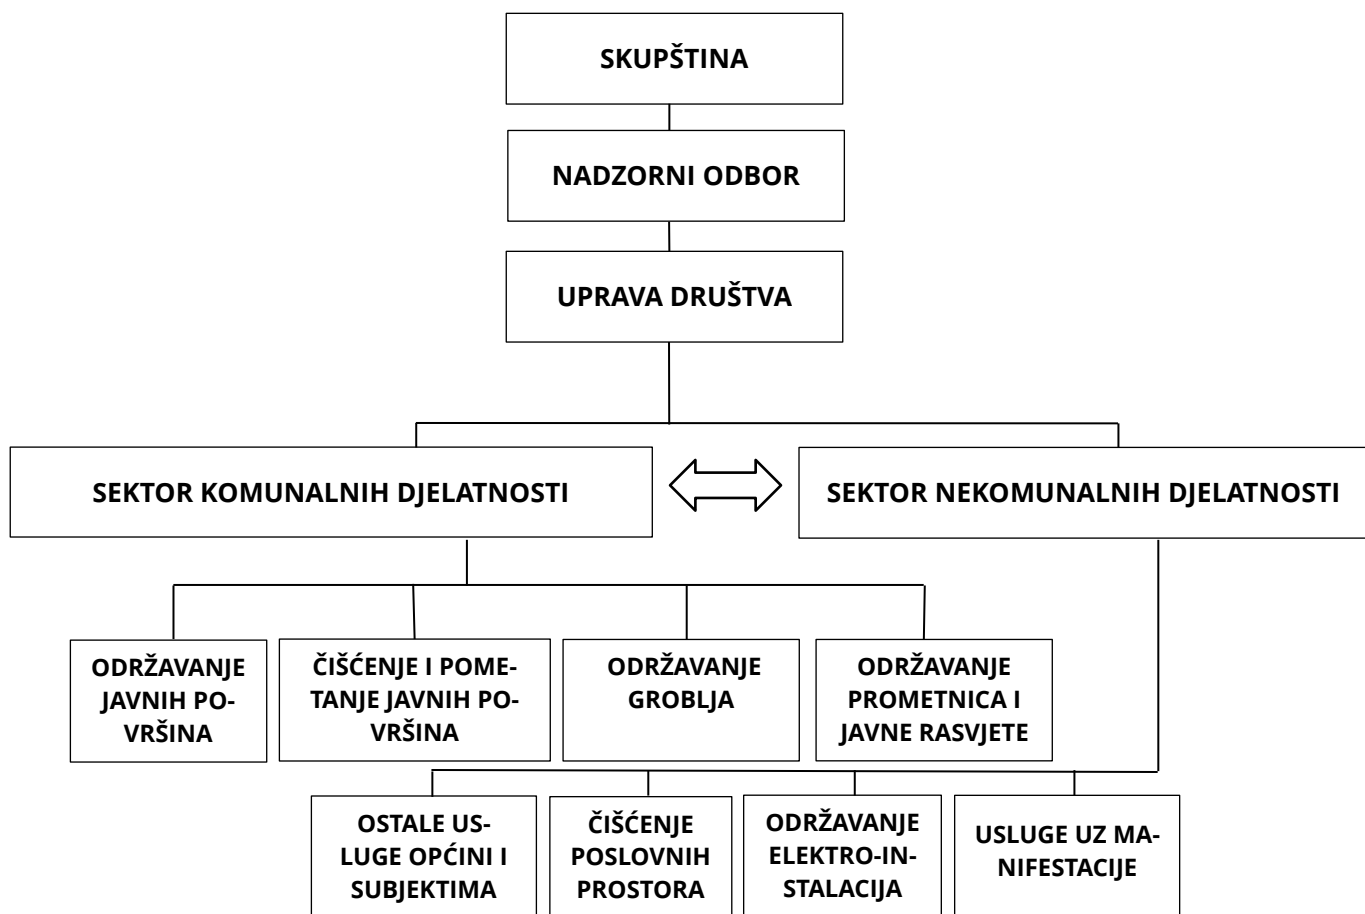 SKUPŠTINA
NADZORNI ODBOR
UPRAVA DRUŠTVA
SEKTOR KOMUNALNIH DJELATNOSTI
SEKTOR NEKOMUNALNIH DJELATNOSTI
ODRŽAVANJE
JAVNIH PO-
VRŠINA
ČIŠĆENJE I POME-
TANJE JAVNIH PO-
VRŠINA
ODRŽAVANJE
GROBLJA
ODRŽAVANJE
PROMETNICA I
JAVNE RASVJETE
OSTALE US-
LUGE OPĆINI I
SUBJEKTIMA
ČIŠĆENJE
POSLOVNIH
PROSTORA
ODRŽAVANJE
ELEKTRO-IN-
STALACIJA
USLUGE UZ MA-
NIFESTACIJE